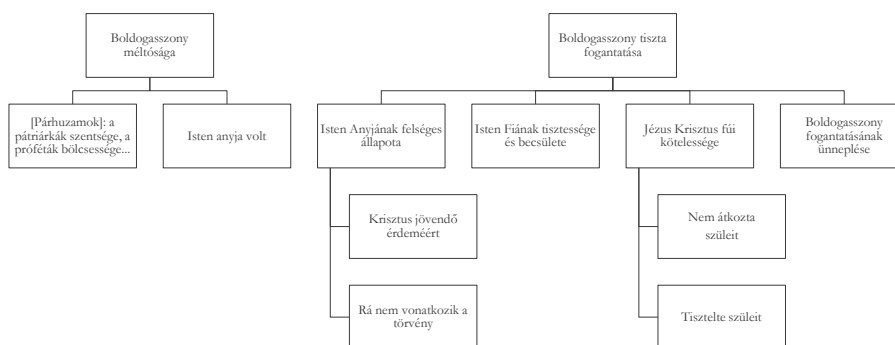 Boldogasszony
méltósága
Boldogasszony tiszta
fogantatása
[Párhuzamok]: a
pátriárkák szentsége, a
próféták bölcsessége...
Isten anyja volt
Isten Anyjának felséges
állapota
Isten Fiának tisztessége
és becsülete
Jézus Krisztus fúi
kötelessége
Boldogasszony
fogantatásának
ünneplése
Krisztus jövendő
érdeméért
Nem átkozta
szüleit
Rá nem vonatkozik a
törvény
Tisztelte szüleit